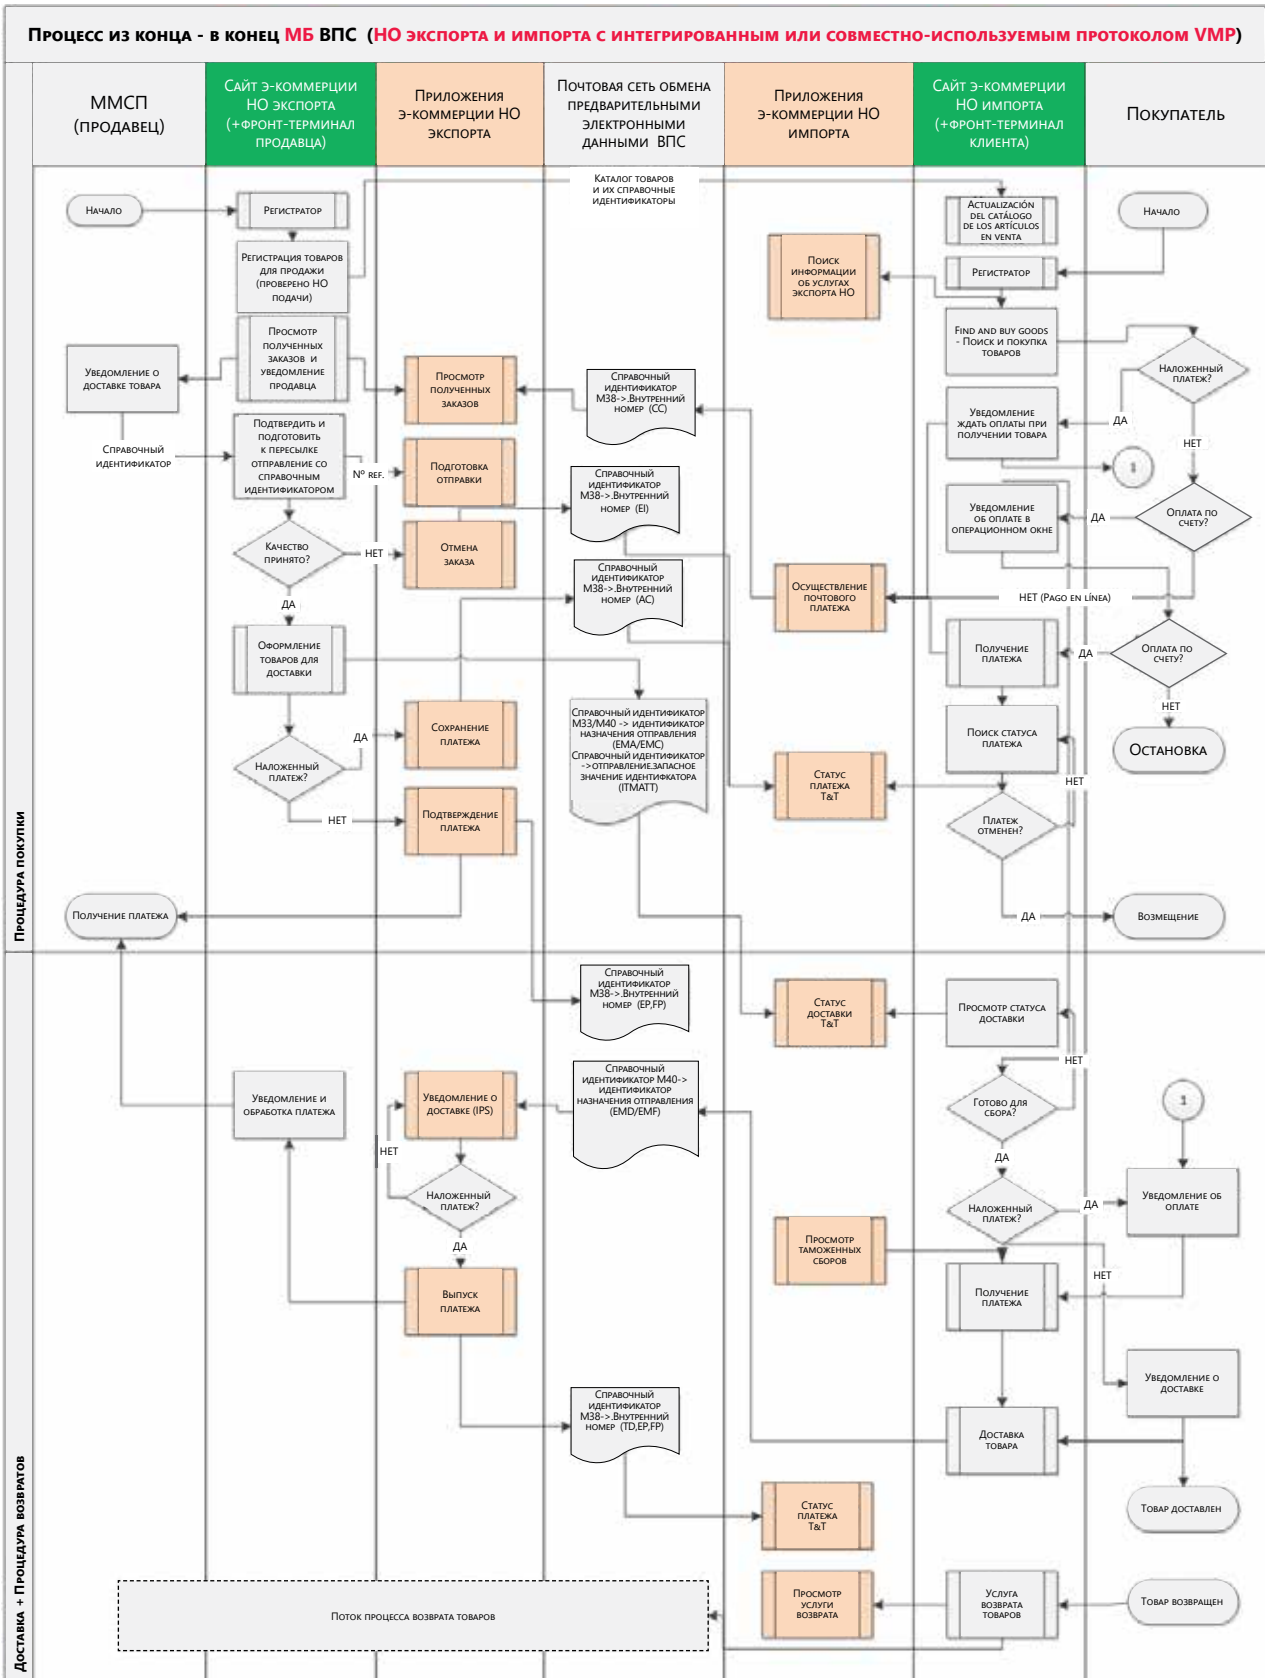 Процесс из конца - в конец МБ ВПС (НО экспорта и импорта с интегрированным или совместно-используемым протоколом VMP)
ММСП
(продавец)
Сайт э-коммерции
НО экспорта
(+фронт-терминал
продавца)
Приложения
э-коммерции НО
экспорта
Почтовая сеть обмена
предварительными
электронными
данными ВПС
Приложения
э-коммерции НО
импорта
Сайт э-коммерции
НО импорта
(+фронт-терминал
клиента)
Покупатель
Процедура покупки
Начало
Регистратор
Каталог товаров
и их справочные
идентификаторы
Actualización
del catálogo
de los artículos
en venta
Начало
Регистрация товаров
для продажи
(проверено НО
подачи)
Поиск
информации
об услугах
экспорта НО
Регистратор
Просмотр
полученных
заказов и
уведомление
продавца
Find and buy goods
- Поиск и покупка
товаров
Уведомление о
доставке товара
Просмотр
полученных
заказов
Справочный
идентификатор
M38->.Внутренний
номер (CC)
Наложенный
платеж?
ДА
НЕТ
Уведомление
ждать оплаты при
получении товара
Справочный
идентификатор
Подтвердить и
подготовить
к пересылке
отправление со
справочным
идентификатором
Nº ref.
Подготовка
отправки
Справочный
идентификатор
M38->.Внутренний
номер (EI)
1
Уведомление
об оплате в
операционном окне
ДА
Оплата по
счету?
Качество
принято?
НЕТ
Отмена
заказа
ДА
Справочный
идентификатор
M38->.Внутренний
номер (AC)
Осуществление
почтового
платежа
НЕТ (Pago en línea)
Оформление
товаров для
доставки
Получение
платежа
ДА
Оплата по
счету?
НЕТ
Справочный идентификатор
M33/M40 -> идентификатор
назначения отправления
(EMA/EMC)
Справочный идентификатор
->отправление.запасное
значение идентифкатора
(ITMATT)
Сохранение
платежа
ДА
Наложенный
платеж?
НЕТ
Поиск статуса
платежа
Остановка
Статус
платежа
T&T
НЕТ
Подтверждение
платежа
Платеж
отменен?
Получение платежа
ДА
Возмещение
Доставка + Процедура возвратов
Справочный
идентификатор
M38->.Внутренний
номер (EP,FP)
Статус
доставки
T&T
Просмотр статуса
доставки
НЕТ
Уведомление и
обработка платежа
Уведомление о
доставке (IPS)
Справочный
идентификатор M40->
идентификатор
назначения отправления
(EMD/EMF)
Готово для
сбора?
1
НЕТ
ДА
Наложенный
платеж?
Наложенный
платеж?
ДА
Уведомление об
оплате
ДА
Просмотр
таможенных
сборов
НЕТ
Выпуск
платежа
Получение
платежа
Уведомление о
доставке
Справочный
идентификатор
M38->.Внутренний
номер (TD,EP,FP)
Доставка
товара
Статус
платежа
T&T
Товар доставлен
Поток процесса возврата товаров
Просмотр
услуги
возврата
Услуга
возврата
товаров
Товар возвращен